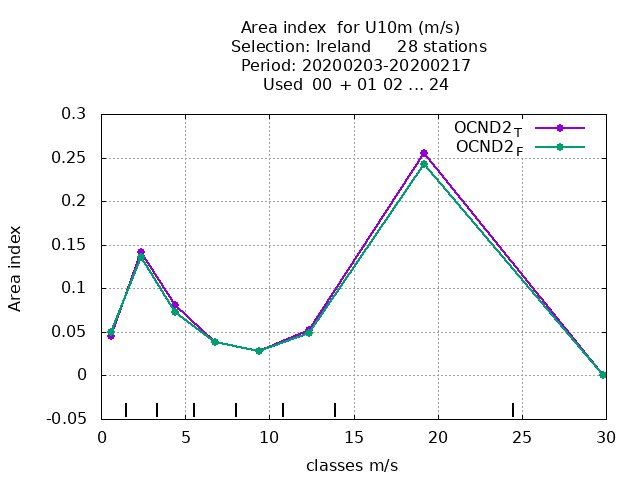 Area index  for U10m (m/s)
Selection: Ireland     28 stations
Period: 20200203-20200217
Used  00 + 01 02 ... 24
OCND2T
OCND2F
0.3
0.25
0.2
0.15
0.1
0.05
0
-0.05
Area index
0 5 10 15 20 25 30
classes m/s